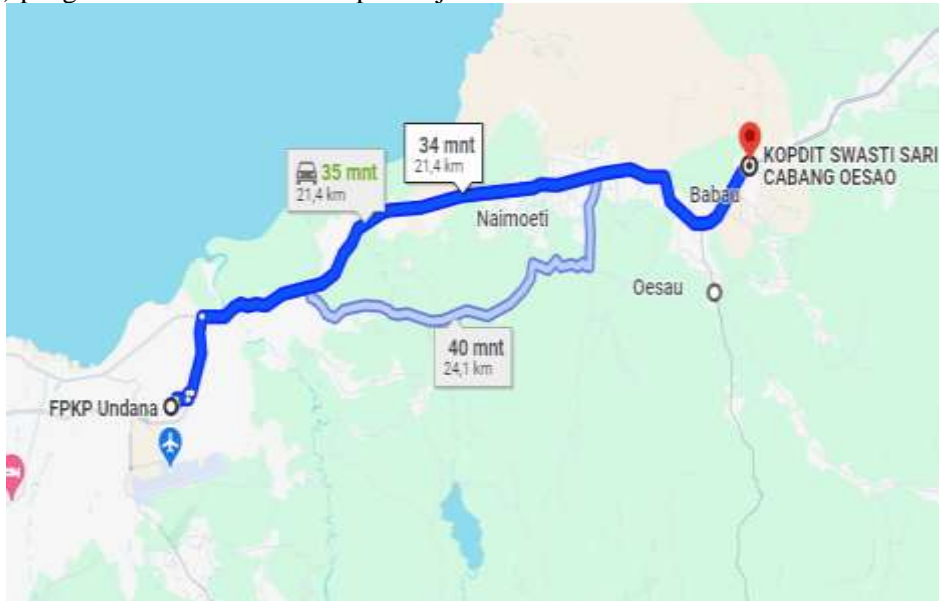 35 mnt
21,4 km
34 mnt
21,4 km
KOPDIT SWASTI SARI
CABANG OESAO
Babau
Naimoeti
Oesau
40 mnt
24,1 km
FPKP Undana